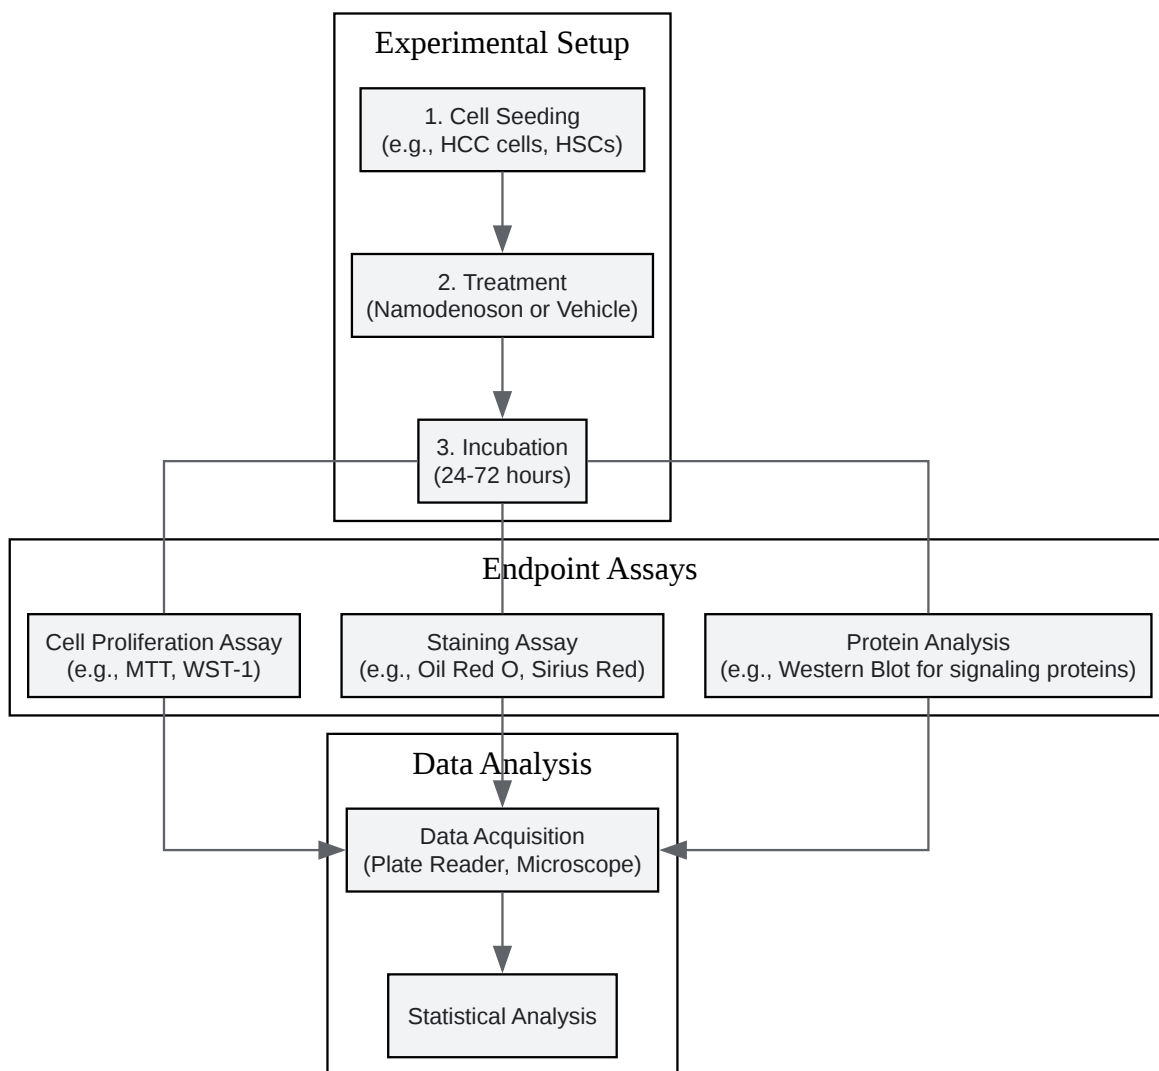 Experimental Setup
1. Cell Seeding
(e.g., HCC cells, HSCs)
2. Treatment
(Namodenoson or Vehicle)
3. Incubation
(24-72 hours)
Endpoint Assays
Cell Proliferation Assay
(e.g., MTT, WST-1)
Staining Assay
(e.g., Oil Red O, Sirius Red)
Protein Analysis
(e.g., Western Blot for signaling proteins)
Data Analysis
Data Acquisition
(Plate Reader, Microscope)
Statistical Analysis